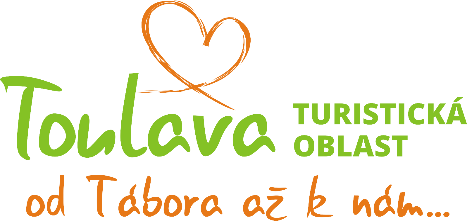 Toulava
TURISTICKÁ
OBLAST
od Tábora až k nám...